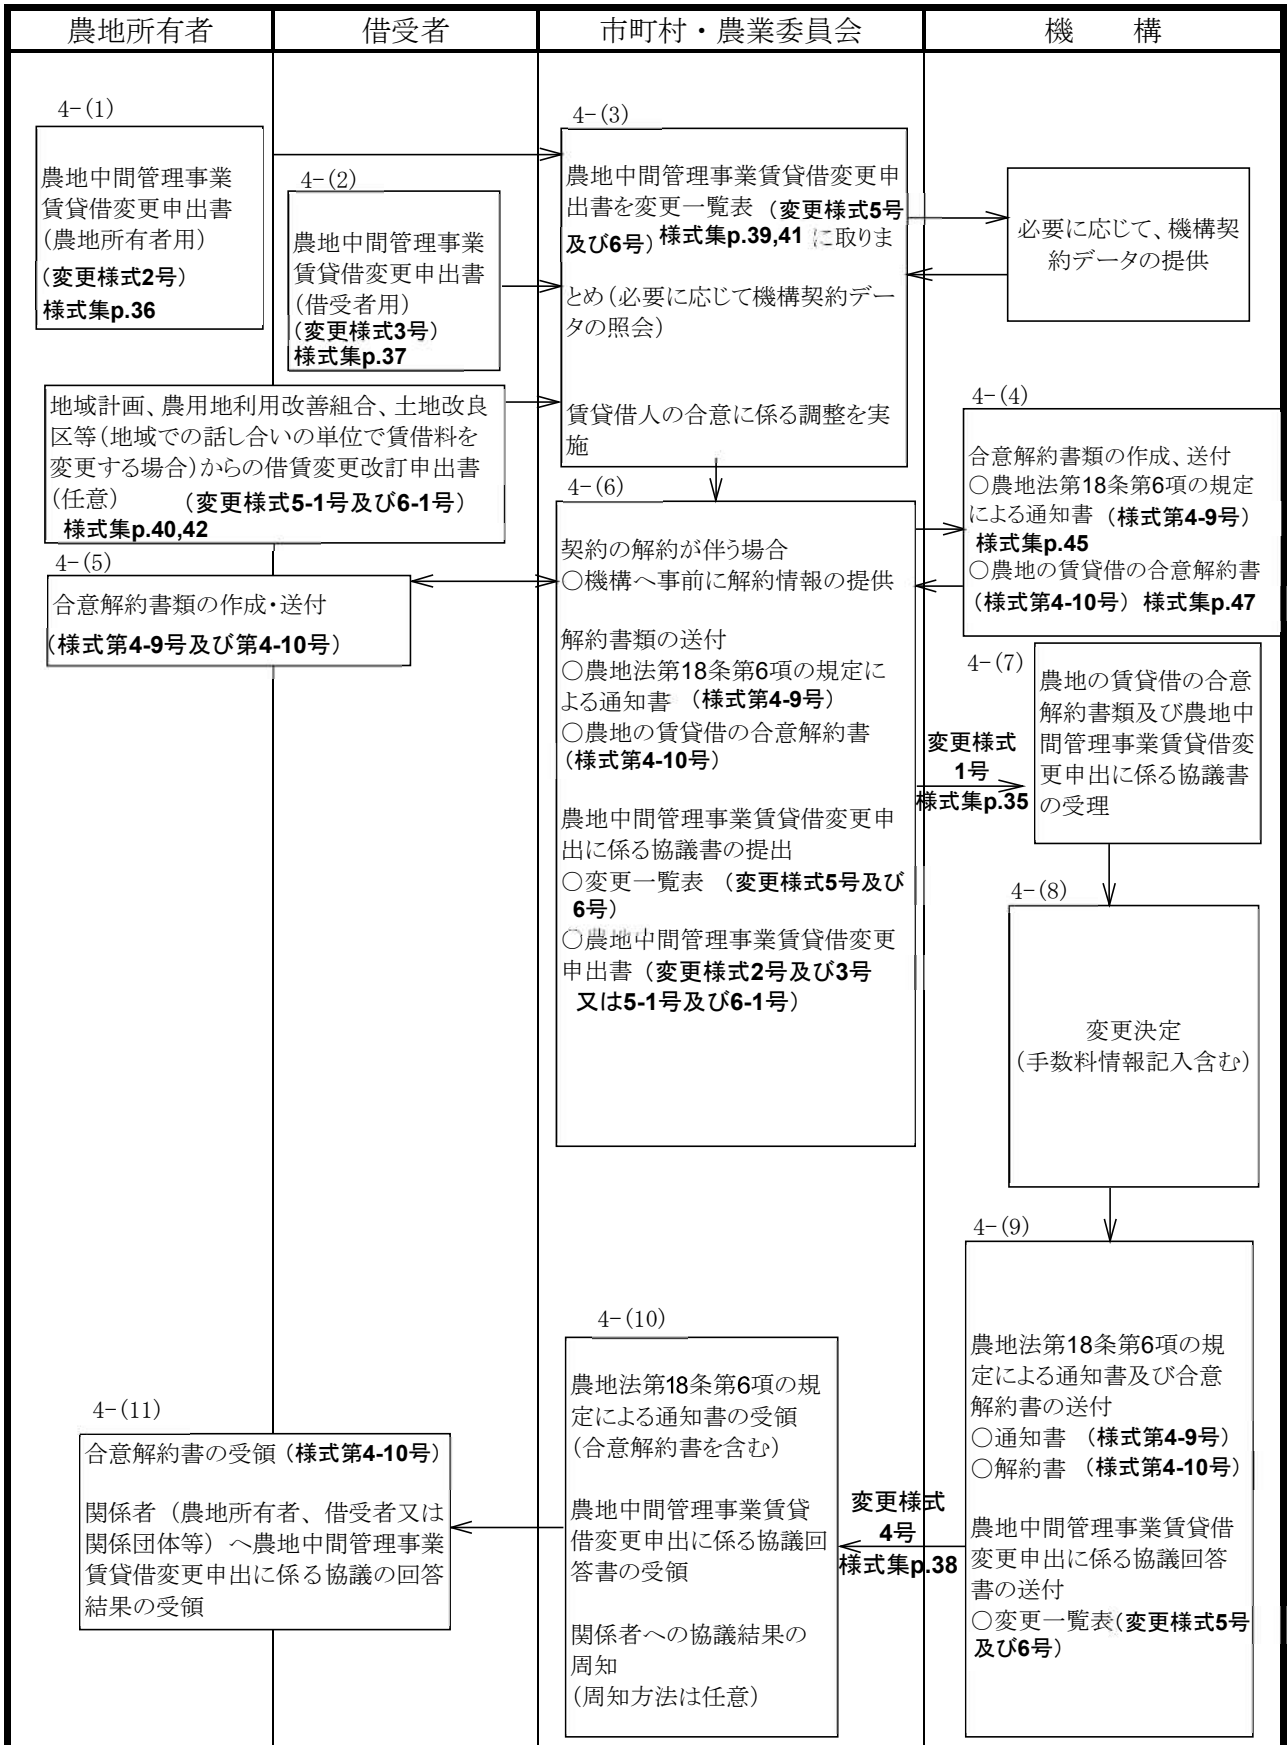 農地所有者
借受者
市町村・農業委員会
機　構
4-(1)
農地中間管理事業
賃貸借変更申出書
(農地所有者用)
(変更様式2号)
様式集p.36
4-(2)
農地中間管理事業
賃貸借変更申出書
(借受者用)
(変更様式3号)
様式集p.37
4-(3)
農地中間管理事業賃貸借変更申
出書を変更一覧表 (変更様式5号
及び6号) 様式集p.39,41 に取りま
とめ(必要に応じて機構契約デー
タの照会)
賃貸借人の合意に係る調整を実
施
必要に応じて、機構契
約データの提供
地域計画、農用地利用改善組合、土地改良
区等(地域での話し合いの単位で賃借料を
変更する場合)からの借賃変更改訂申出書
(任意) (変更様式5-1号及び6-1号)
様式集p.40,42
4-(4)
合意解約書類の作成、送付
○農地法第18条第6項の規定
による通知書 (様式第4-9号)
様式集p.45
○農地の賃貸借の合意解約書
(様式第4-10号) 様式集p.47
4-(5)
合意解約書類の作成・送付
(様式第4-9号及び第4-10号)
4-(6)
契約の解約が伴う場合
○機構へ事前に解約情報の提供
解約書類の送付
○農地法第18条第6項の規定に
よる通知書 (様式第4-9号)
○農地の賃貸借の合意解約書
(様式第4-10号)
農地中間管理事業賃貸借変更申
出に係る協議書の提出
○変更一覧表 (変更様式5号及び
6号)
○農地中間管理事業賃貸借変更
申出書 (変更様式2号及び3号
又は5-1号及び6-1号)
変更様式
1号
様式集p.35
4-(7)
農地の賃貸借の合意
解約書類及び農地中
間管理事業賃貸借変
更申出に係る協議書
の受理
4-(8)
変更決定
(手数料情報記入含む)
4-(9)
農地法第18条第6項の規
定による通知書及び合意
解約書の送付
○通知書 (様式第4-9号)
○解約書 (様式第4-10号)
農地中間管理事業賃貸借
変更申出に係る協議回答
書の送付
○変更一覧表(変更様式5号
及び6号)
変更様式
4号
様式集p.38
4-(10)
農地法第18条第6項の規
定による通知書の受領
(合意解約書を含む)
農地中間管理事業賃貸
借変更申出に係る協議回
答書の受領
関係者への協議結果の
周知
(周知方法は任意)
4-(11)
合意解約書の受領(様式第4-10号)
関係者(農地所有者、借受者又は
関係団体等)へ農地中間管理事業
賃貸借変更申出に係る協議の回答
結果の受領